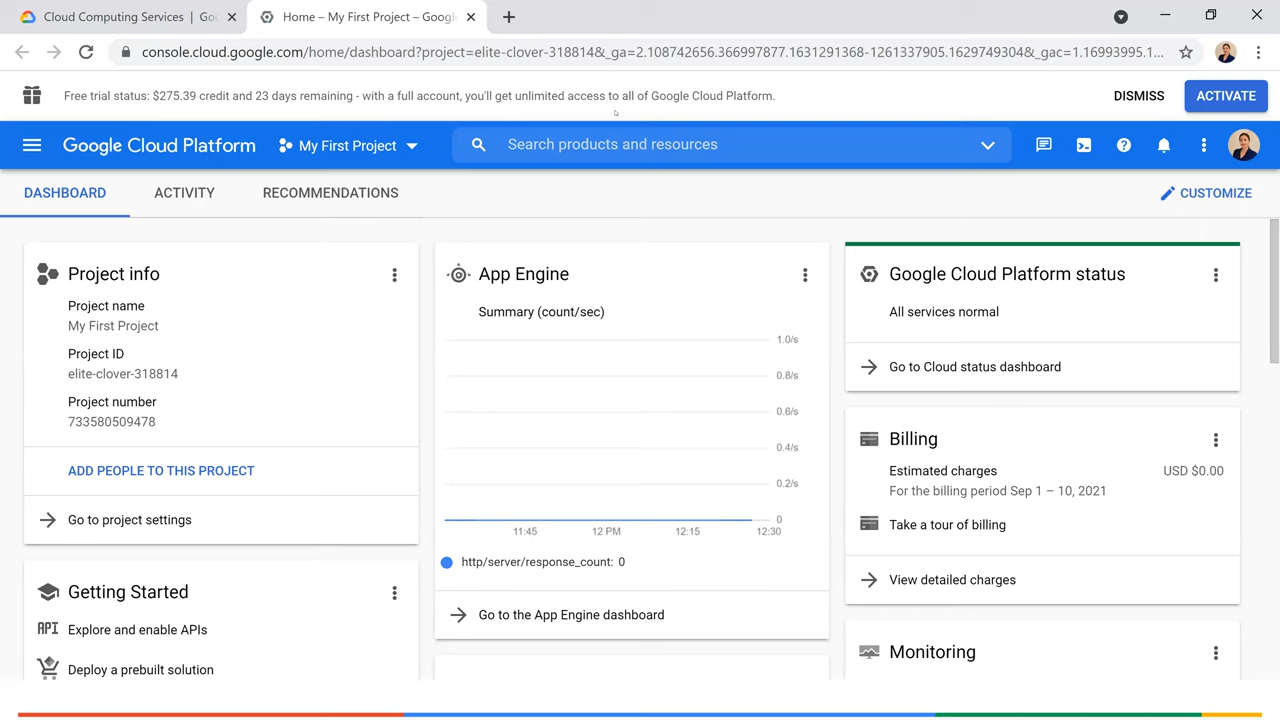 Cloud Computing Services | Go
Home – My First Project – Google
console.cloud.google.com/home/dashboard?project=elite-clover-318814&_ga=2.108742656.366997877.1631291368-1261337905.1629749304&_gac=1.16993995.1...
Free trial status: $275.39 credit and 23 days remaining - with a full account, you'll get unlimited access to all of Google Cloud Platform.
DISMISS
ACTIVATE
Google Cloud Platform
My First Project
Search products and resources
DASHBOARD
ACTIVITY
RECOMMENDATIONS
CUSTOMIZE
Project info
Project name
My First Project
Project ID
elite-clover-318814
Project number
733580509478
ADD PEOPLE TO THIS PROJECT
Go to project settings
Getting Started
API
Explore and enable APIs
Deploy a prebuilt solution
App Engine
Summary (count/sec)
1.0/s
0.8/s
0.6/s
0.4/s
0.2/s
0
11:45 12 PM 12:15 12:30
http/server/response_count: 0
Go to the App Engine dashboard
Google Cloud Platform status
All services normal
Go to Cloud status dashboard
Billing
Estimated charges USD $0.00
For the billing period Sep 1 – 10, 2021
Take a tour of billing
View detailed charges
Monitoring